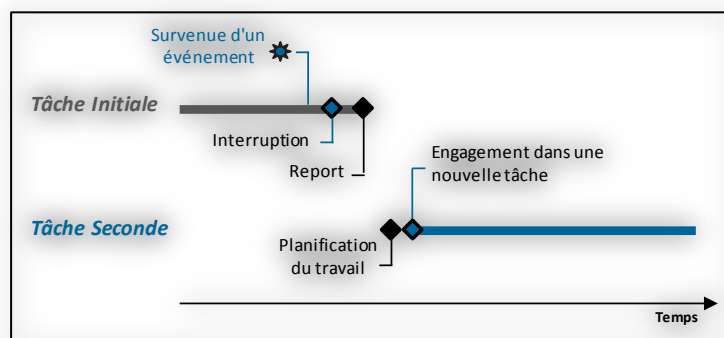 Survenue d'un
événement
Tâche Initiale
Interruption
Report
Engagement dans une
nouvelle tâche
Tâche Seconde
Planification
du travail
Temps